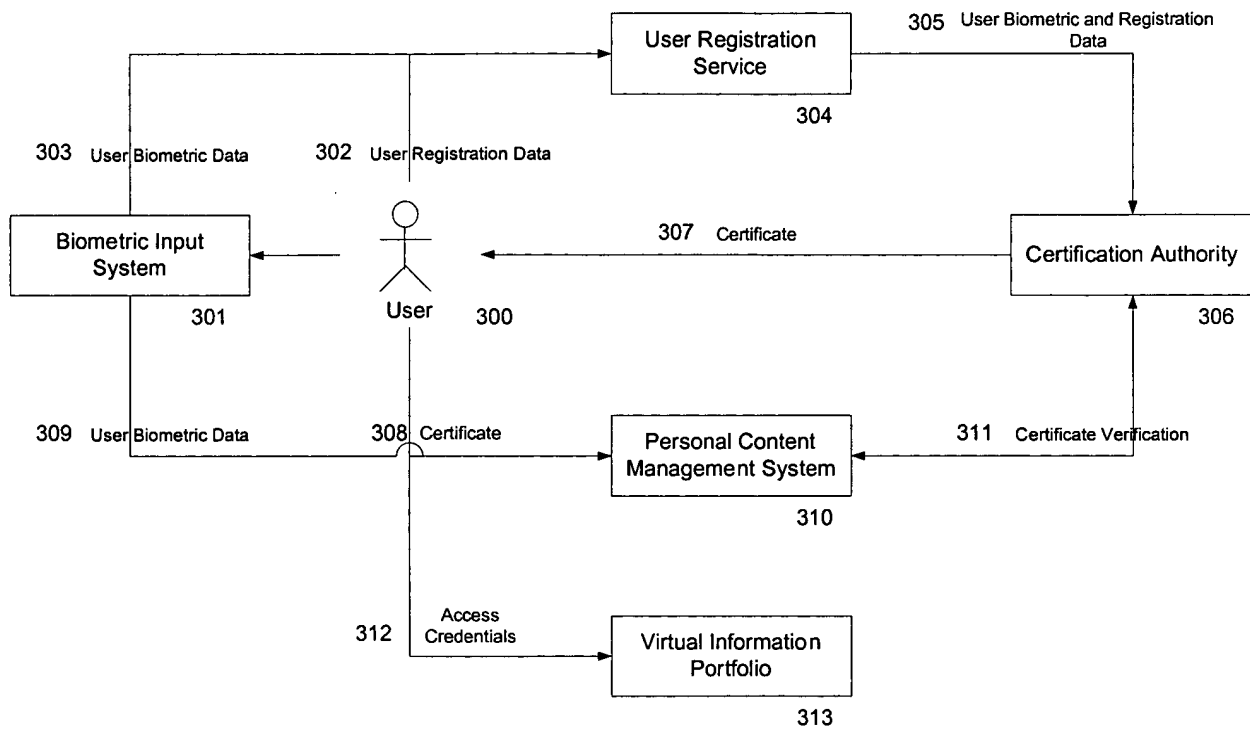 305 User Biometric and Registration
Data
User Registration
Service
304
303 User Biometric Data
302 User Registration Data
Biometric Input
System
301
307 Certificate
Certification Authority
306
User
300
309 User Biometric Data
308 Certificate
Personal Content
Management System
310
311 Certificate Verification
312 Access
Credentials
Virtual Information
Portfolio
313